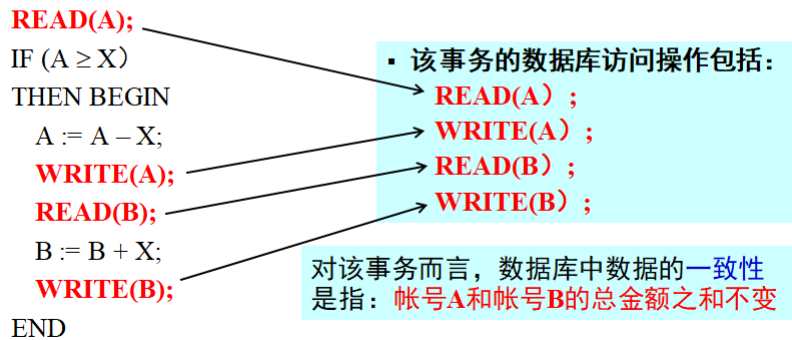 READ(A);
IF (A ≥ X）
THEN BEGIN
A := A – X;
WRITE(A);
READ(B);
B := B + X;
WRITE(B);
END
▪ 该事务的数据库访问操作包括：
READ(A）;
WRITE(A）;
READ(B）;
WRITE(B）;
对该事务而言，数据库中数据的一致性
是指：帐号A和帐号B的总金额之和不变